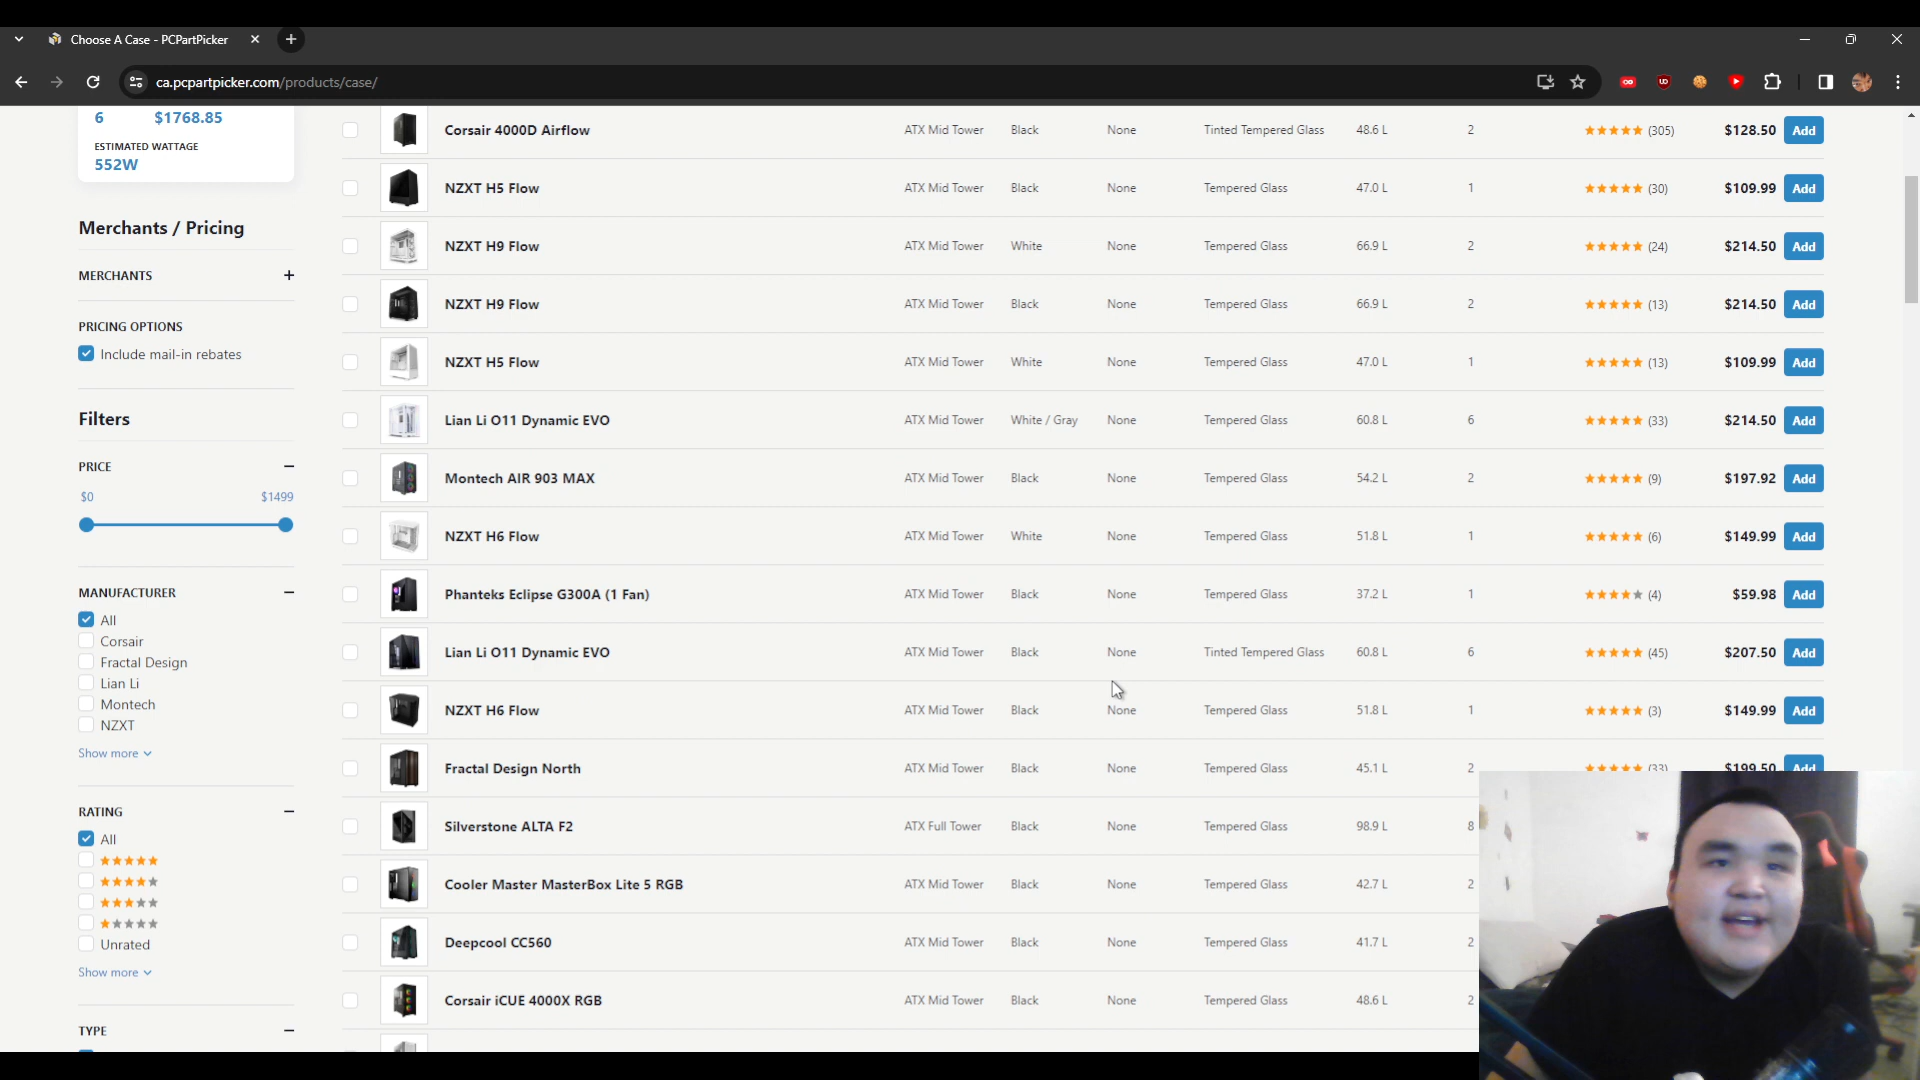 Choose A Case - PCPartPicker
ca.pcpartpicker.com/products/case/
6 $1768.85
ESTIMATED WATTAGE
552W
Merchants / Pricing
MERCHANTS
PRICING OPTIONS
Include mail-in rebates
Filters
PRICE
$0 $1499
MANUFACTURER
All
Corsair
Fractal Design
Lian Li
Montech
NZXT
Show more
RATING
All
Unrated
Show more
TYPE
Corsair 4000D Airflow ATX Mid Tower Black None Tinted Tempered Glass 48.6 L 2 (305) $128.50 Add
NZXT H5 Flow ATX Mid Tower Black None Tempered Glass 47.0 L 1 (30) $109.99 Add
NZXT H9 Flow ATX Mid Tower White None Tempered Glass 66.9 L 2 (24) $214.50 Add
NZXT H9 Flow ATX Mid Tower Black None Tempered Glass 66.9 L 2 (13) $214.50 Add
NZXT H5 Flow ATX Mid Tower White None Tempered Glass 47.0 L 1 (13) $109.99 Add
Lian Li O11 Dynamic EVO ATX Mid Tower White / Gray None Tempered Glass 60.8 L 6 (33) $214.50 Add
Montech AIR 903 MAX ATX Mid Tower Black None Tempered Glass 54.2 L 2 (9) $197.92 Add
NZXT H6 Flow ATX Mid Tower White None Tempered Glass 51.8 L 1 (6) $149.99 Add
Phanteks Eclipse G300A (1 Fan) ATX Mid Tower Black None Tempered Glass 37.2 L 1 (4) $59.98 Add
Lian Li O11 Dynamic EVO ATX Mid Tower Black None Tinted Tempered Glass 60.8 L 6 (45) $207.50 Add
NZXT H6 Flow ATX Mid Tower Black None Tempered Glass 51.8 L 1 (3) $149.99 Add
Fractal Design North ATX Mid Tower Black None Tempered Glass 45.1 L 2 (33) $199.50 Add
Silverstone ALTA F2 ATX Full Tower Black None Tempered Glass 98.9 L 8
Cooler Master MasterBox Lite 5 RGB ATX Mid Tower Black None Tempered Glass 42.7 L 2
Deepcool CC560 ATX Mid Tower Black None Tempered Glass 41.7 L 2
Corsair iCUE 4000X RGB ATX Mid Tower Black None Tempered Glass 48.6 L 2